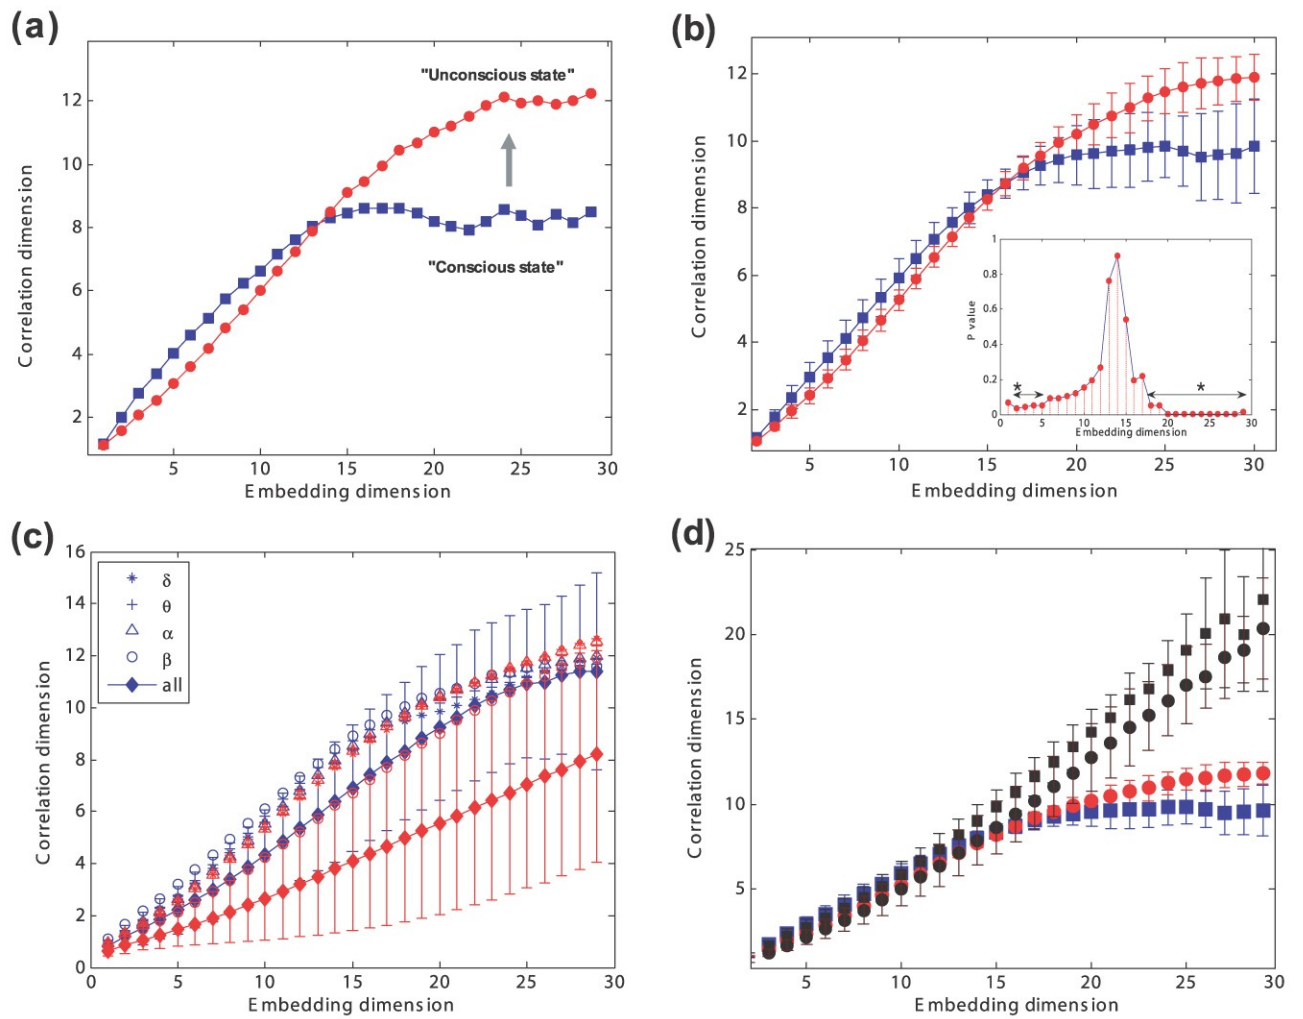 (a)
12
10
8
6
4
2
Correlation dimension
"Unconscious state"
"Conscious state"
5 10 15 20 25 30
Embedding dimension
(b)
12
10
8
6
4
2
Correlation dimension
1
0.8
0.6
0.4
0.2
0
P value
* *
0 5 10 15 20 25 30
Embedding dimension
5 10 15 20 25 30
Embedding dimension
(c)
16
14
12
10
8
6
4
2
0
Correlation dimension
δ
θ
α
β
all
0 5 10 15 20 25 30
Embedding dimension
(d)
25
20
15
10
5
Correlation dimension
5 10 15 20 25 30
Embedding dimension